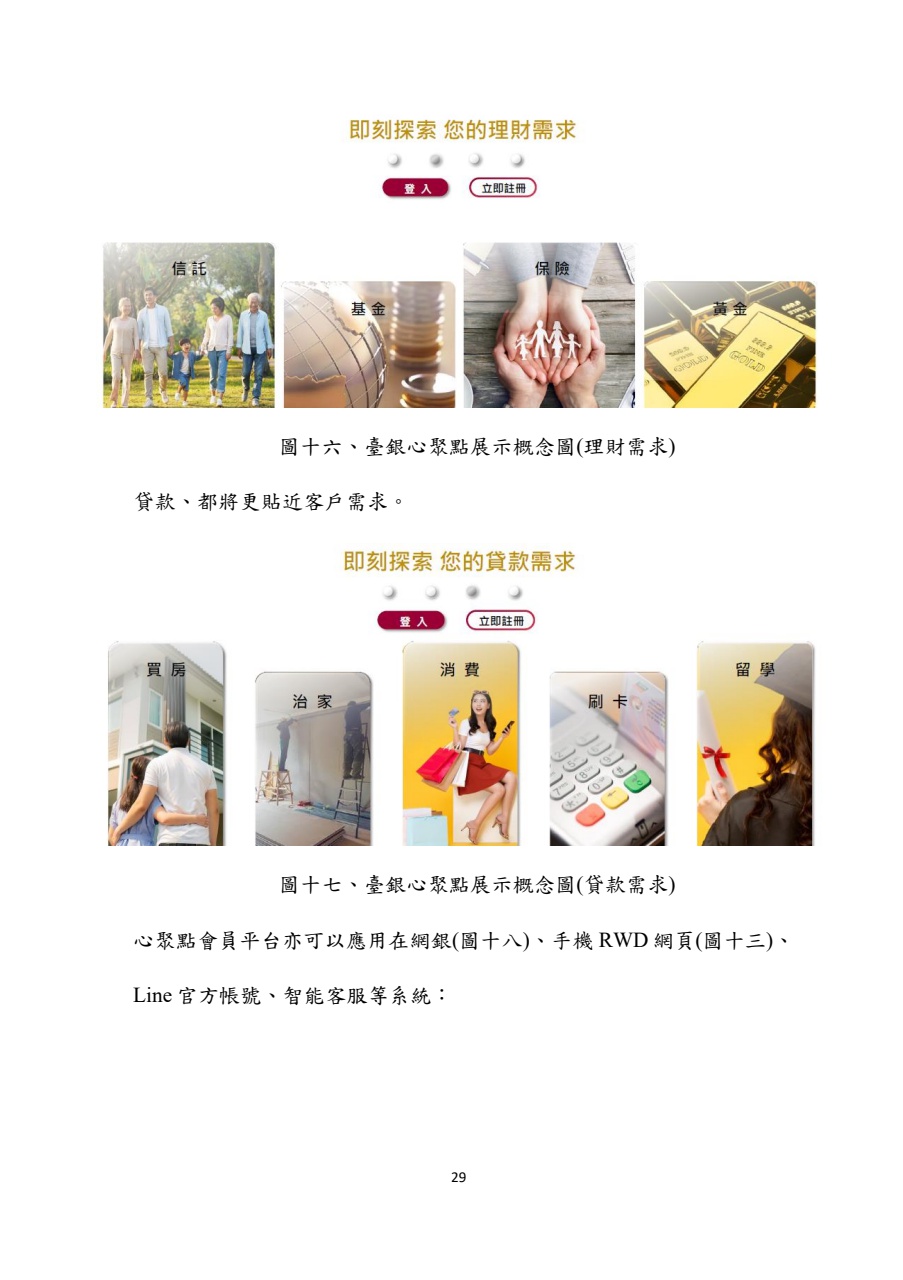 即刻探索 您的理財需求
登 入 立即註冊
信 託
基 金
保 險
黃 金
999.9
FINE
GOLD
圖十六、臺銀心聚點展示概念圖(理財需求)
貸款、都將更貼近客戶需求。
即刻探索 您的貸款需求
登 入 立即註冊
買 房
治 家
消 費
刷 卡
留 學
圖十七、臺銀心聚點展示概念圖(貸款需求)
心聚點會員平台亦可以應用在網銀(圖十八)、手機 RWD 網頁(圖十三)、
Line 官方帳號、智能客服等系統：
29